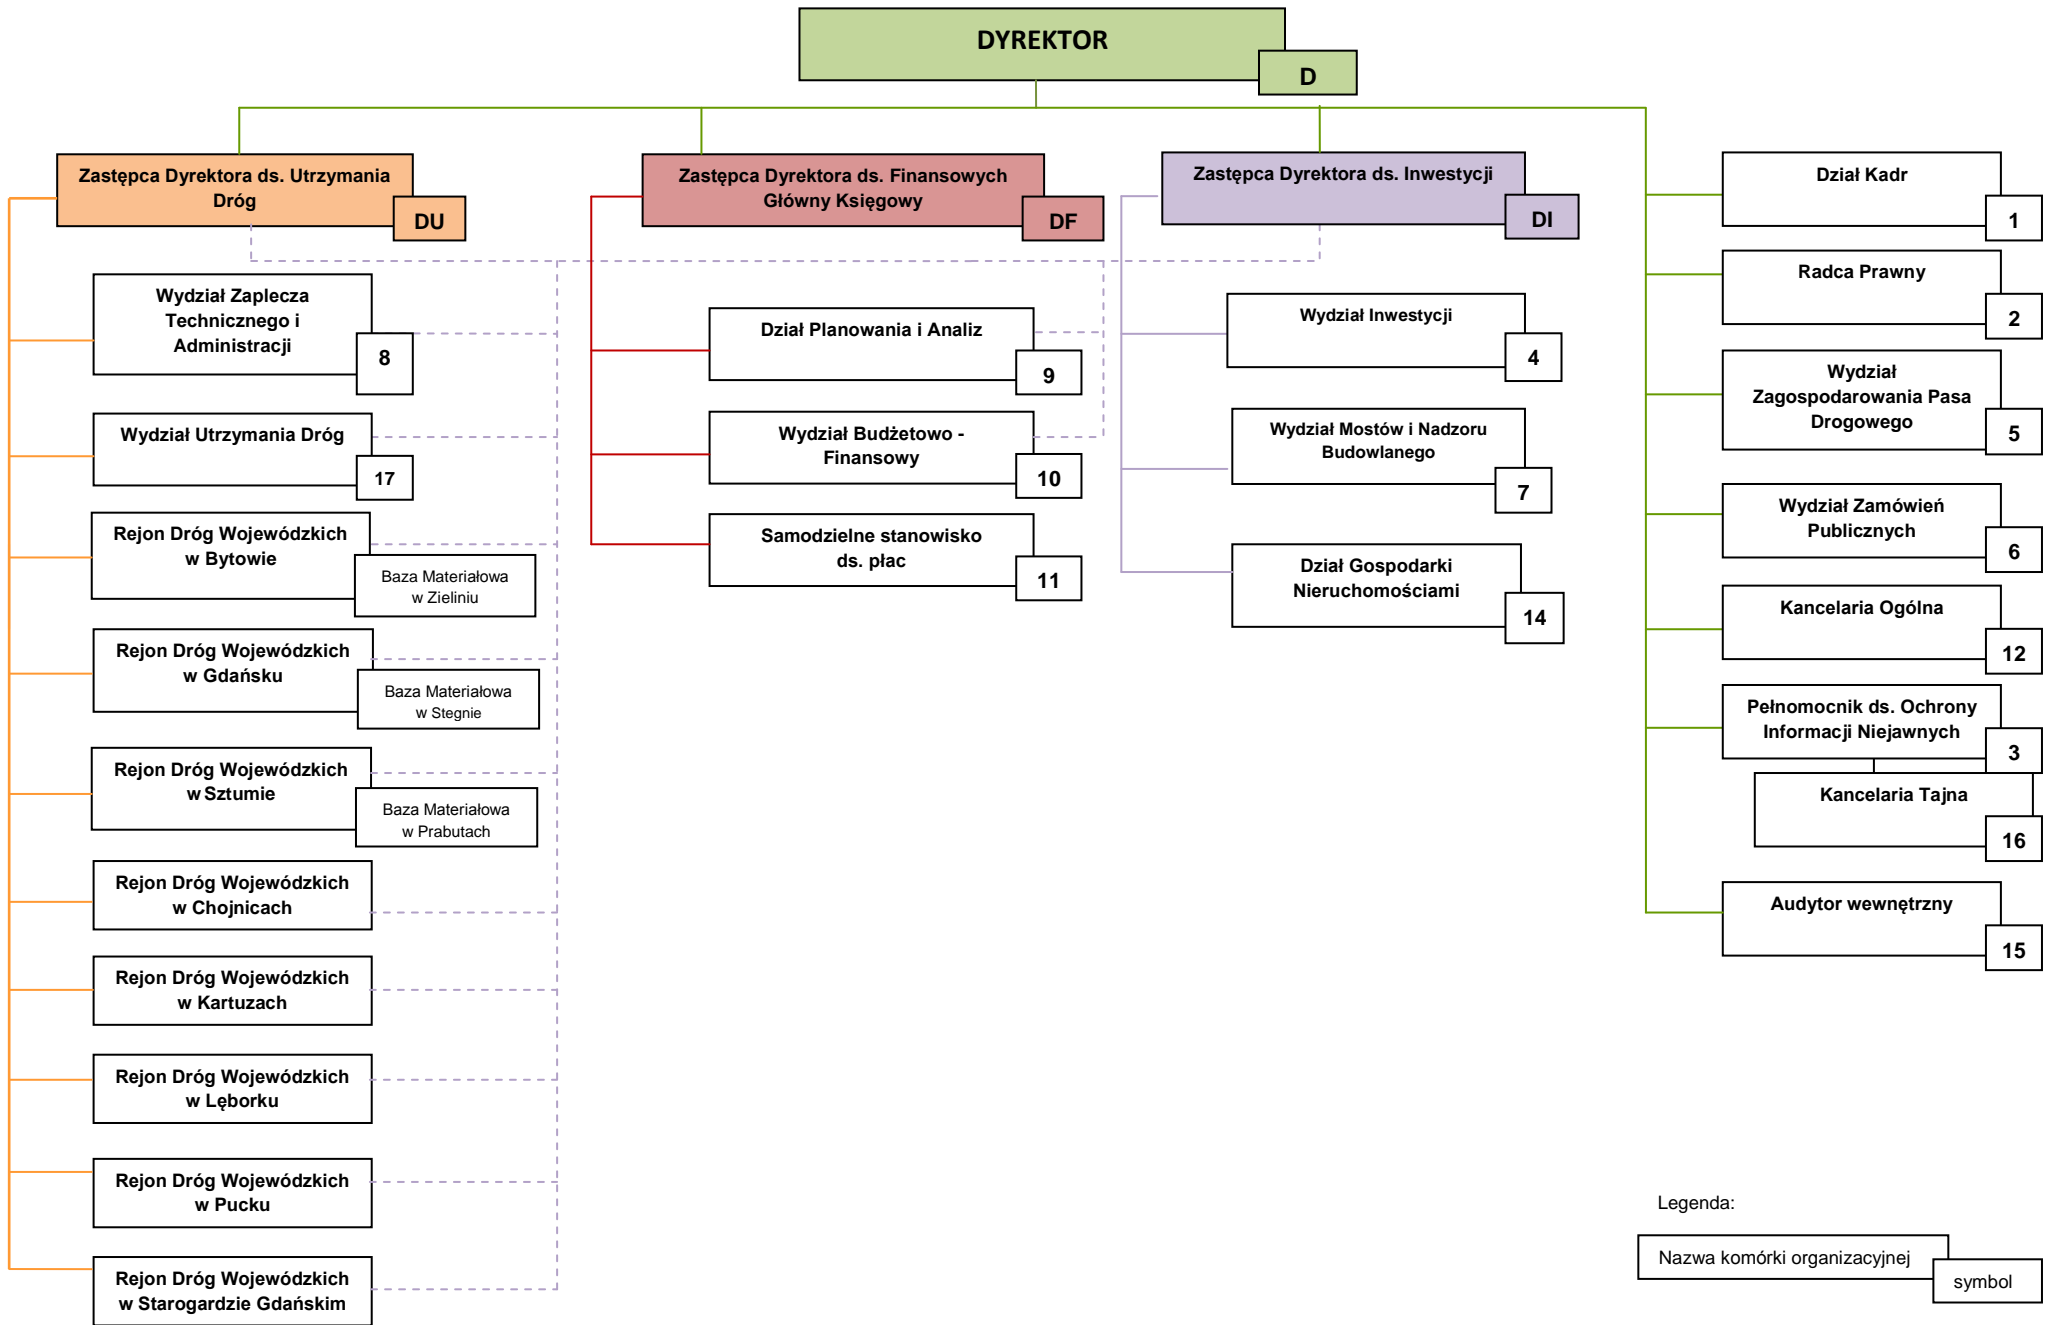 DYREKTOR
D
Zastępca Dyrektora ds. Utrzymania
Dróg
DU
Wydział Zaplecza
Technicznego i
Administracji
8
Wydział Utrzymania Dróg
17
Rejon Dróg Wojewódzkich
w Bytowie
Baza Materiałowa
w Zieliniu
Rejon Dróg Wojewódzkich
w Gdańsku
Baza Materiałowa
w Stegnie
Rejon Dróg Wojewódzkich
w Sztumie
Baza Materiałowa
w Prabutach
Rejon Dróg Wojewódzkich
w Chojnicach
Rejon Dróg Wojewódzkich
w Kartuzach
Rejon Dróg Wojewódzkich
w Lęborku
Rejon Dróg Wojewódzkich
w Pucku
Rejon Dróg Wojewódzkich
w Starogardzie Gdańskim
Zastępca Dyrektora ds. Finansowych
Główny Księgowy
DF
Dział Planowania i Analiz
9
Wydział Budżetowo -
Finansowy
10
Samodzielne stanowisko
ds. płac
11
Zastępca Dyrektora ds. Inwestycji
DI
Wydział Inwestycji
4
Wydział Mostów i Nadzoru
Budowlanego
7
Dział Gospodarki
Nieruchomościami
14
Dział Kadr
1
Radca Prawny
2
Wydział
Zagospodarowania Pasa
Drogowego
5
Wydział Zamówień
Publicznych
6
Kancelaria Ogólna
12
Pełnomocnik ds. Ochrony
Informacji Niejawnych
3
Kancelaria Tajna
16
Audytor wewnętrzny
15
Legenda:
Nazwa komórki organizacyjnej
symbol